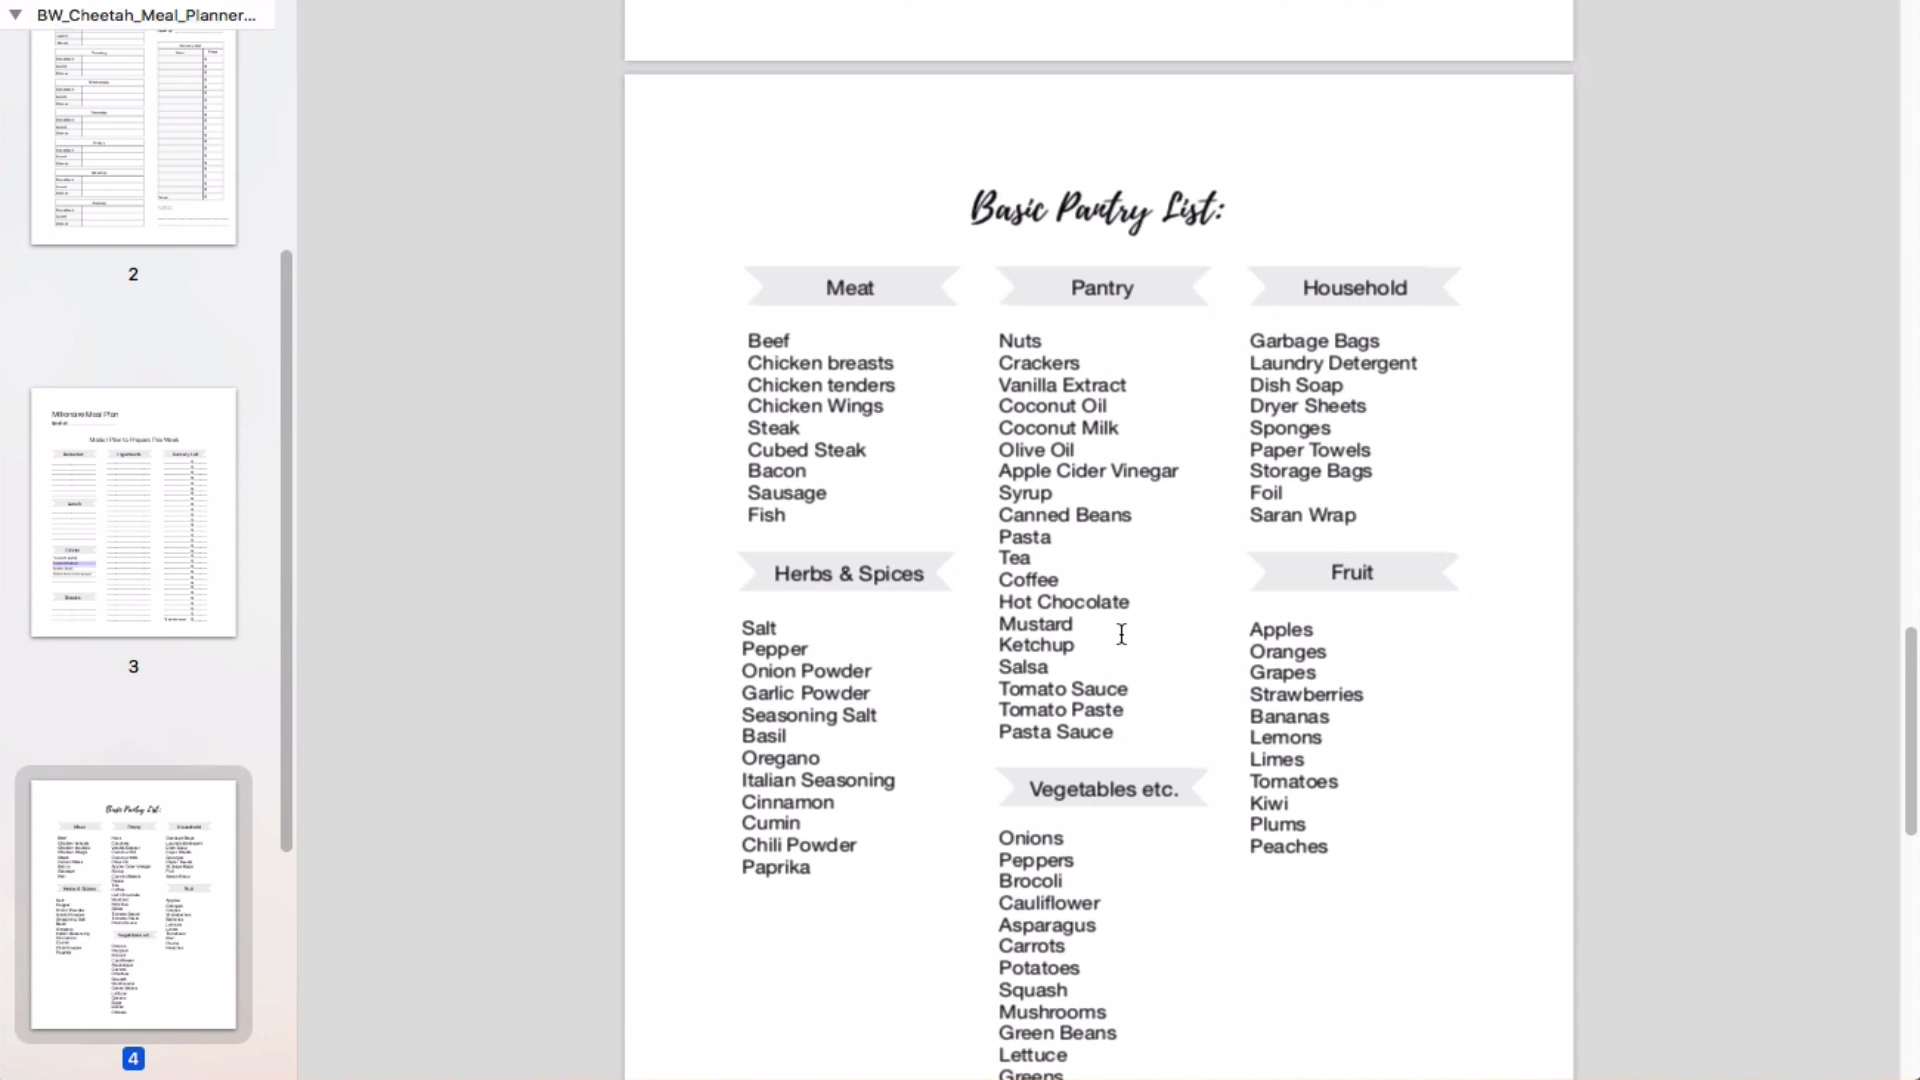 BW_Cheetah_Meal_Planner...
2
Millionaire Meal Plan
3
4
Basic Pantry List:
Meat
Beef
Chicken breasts
Chicken tenders
Chicken Wings
Steak
Cubed Steak
Bacon
Sausage
Fish
Herbs & Spices
Salt
Pepper
Onion Powder
Garlic Powder
Seasoning Salt
Basil
Oregano
Italian Seasoning
Cinnamon
Cumin
Chili Powder
Paprika
Pantry
Nuts
Crackers
Vanilla Extract
Coconut Oil
Coconut Milk
Olive Oil
Apple Cider Vinegar
Syrup
Canned Beans
Pasta
Tea
Coffee
Hot Chocolate
Mustard
Ketchup
Salsa
Tomato Sauce
Tomato Paste
Pasta Sauce
Vegetables etc.
Onions
Peppers
Brocoli
Cauliflower
Asparagus
Carrots
Potatoes
Squash
Mushrooms
Green Beans
Lettuce
Greens
Household
Garbage Bags
Laundry Detergent
Dish Soap
Dryer Sheets
Sponges
Paper Towels
Storage Bags
Foil
Saran Wrap
Fruit
Apples
Oranges
Grapes
Strawberries
Bananas
Lemons
Limes
Tomatoes
Kiwi
Plums
Peaches